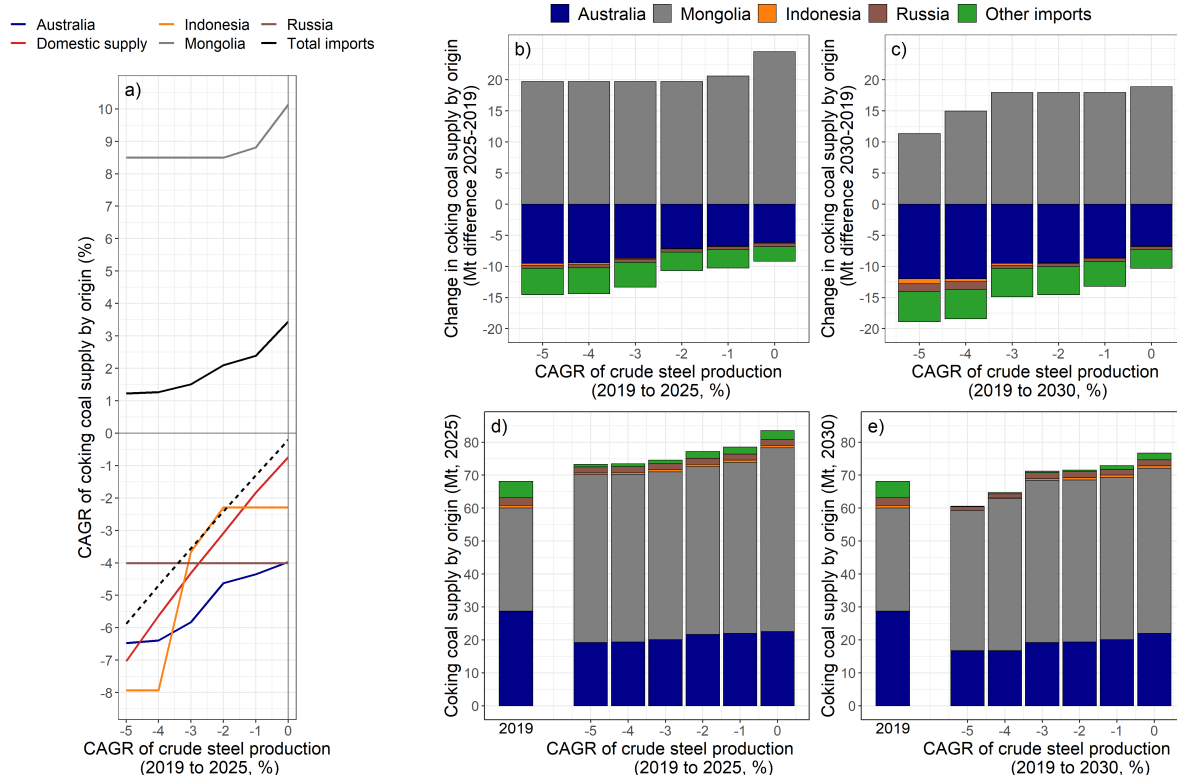 Australia
Indonesia
Russia
Domestic supply
Mongolia
Total imports
Australia
Mongolia
Indonesia
Russia
Other imports
a)
CAGR of coking coal supply by origin (%)
10
9
8
7
6
5
4
3
2
1
0
-1
-2
-3
-4
-5
-6
-7
-8
-5 -4 -3 -2 -1 0
CAGR of crude steel production
(2019 to 2025, %)
b)
Change in coking coal supply by origin
(Mt difference 2025-2019)
20
15
10
5
0
-5
-10
-15
-20
-5 -4 -3 -2 -1 0
CAGR of crude steel production
(2019 to 2025, %)
c)
Change in coking coal supply by origin
(Mt difference 2030-2019)
20
15
10
5
0
-5
-10
-15
-20
-5 -4 -3 -2 -1 0
CAGR of crude steel production
(2019 to 2030, %)
d)
Coking coal supply by origin (Mt, 2025)
80
70
60
50
40
30
20
10
0
2019 -5 -4 -3 -2 -1 0
CAGR of crude steel production
(2019 to 2025, %)
e)
Coking coal supply by origin (Mt, 2030)
80
70
60
50
40
30
20
10
0
2019 -5 -4 -3 -2 -1 0
CAGR of crude steel production
(2019 to 2030, %)